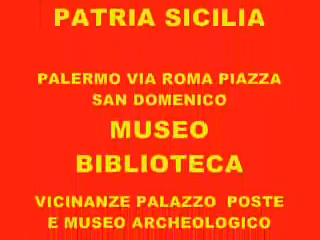 PATRIA SICILIA
PALERMO VIA ROMA PIAZZA
SAN DOMENICO
MUSEO
BIBLIOTECA
VICINANZE PALAZZO POSTE
E MUSEO ARCHEOLOGICO